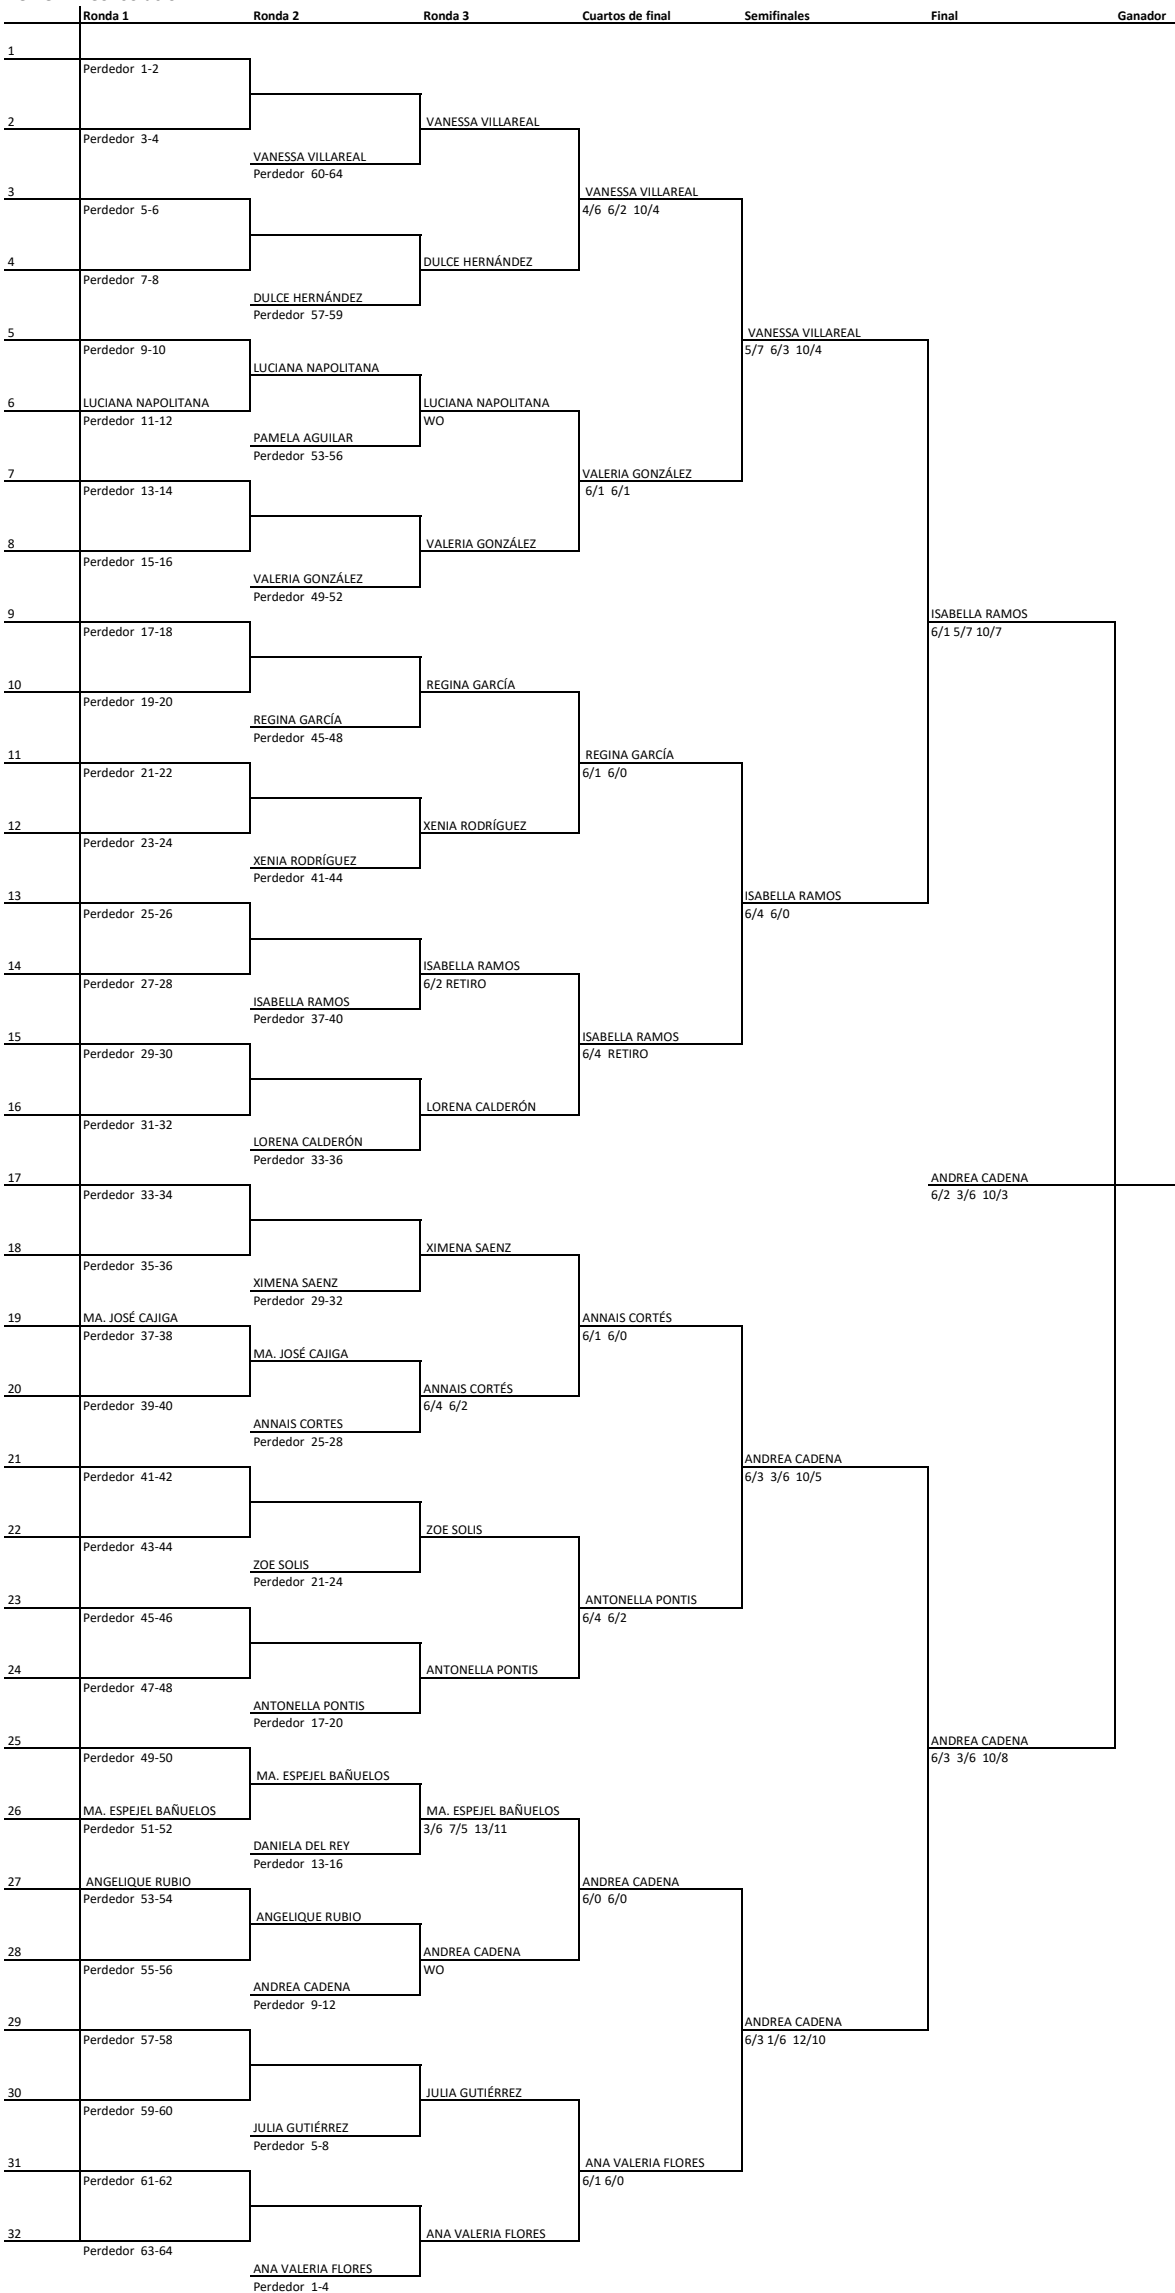 Ronda 1 Ronda 2 Ronda 3 Cuartos de final Semifinales Final Ganador
1
Perdedor 1-2
2 VANESSA VILLAREAL
Perdedor 3-4
VANESSA VILLAREAL
Perdedor 60-64
3 VANESSA VILLAREAL
Perdedor 5-6 4/6 6/2 10/4
4 DULCE HERNÁNDEZ
Perdedor 7-8
DULCE HERNÁNDEZ
Perdedor 57-59
5 VANESSA VILLAREAL
Perdedor 9-10 5/7 6/3 10/4
LUCIANA NAPOLITANA
6 LUCIANA NAPOLITANA LUCIANA NAPOLITANA
Perdedor 11-12 WO
PAMELA AGUILAR
Perdedor 53-56
7 VALERIA GONZÁLEZ
Perdedor 13-14 6/1 6/1
8 VALERIA GONZÁLEZ
Perdedor 15-16
VALERIA GONZÁLEZ
Perdedor 49-52
9 ISABELLA RAMOS
Perdedor 17-18 6/1 5/7 10/7
10 REGINA GARCÍA
Perdedor 19-20
REGINA GARCÍA
Perdedor 45-48
11 REGINA GARCÍA
Perdedor 21-22 6/1 6/0
12 XENIA RODRÍGUEZ
Perdedor 23-24
XENIA RODRÍGUEZ
Perdedor 41-44
13 ISABELLA RAMOS
Perdedor 25-26 6/4 6/0
14 ISABELLA RAMOS
Perdedor 27-28 6/2 RETIRO
ISABELLA RAMOS
Perdedor 37-40
15 ISABELLA RAMOS
Perdedor 29-30 6/4 RETIRO
16 LORENA CALDERÓN
Perdedor 31-32
LORENA CALDERÓN
Perdedor 33-36
17 ANDREA CADENA
Perdedor 33-34 6/2 3/6 10/3
18 XIMENA SAENZ
Perdedor 35-36
XIMENA SAENZ
Perdedor 29-32
19 MA. JOSÉ CAJIGA ANNAIS CORTÉS
Perdedor 37-38 6/1 6/0
MA. JOSÉ CAJIGA
20 ANNAIS CORTÉS
Perdedor 39-40 6/4 6/2
ANNAIS CORTES
Perdedor 25-28
21 ANDREA CADENA
Perdedor 41-42 6/3 3/6 10/5
22 ZOE SOLIS
Perdedor 43-44
ZOE SOLIS
Perdedor 21-24
23 ANTONELLA PONTIS
Perdedor 45-46 6/4 6/2
24 ANTONELLA PONTIS
Perdedor 47-48
ANTONELLA PONTIS
Perdedor 17-20
25 ANDREA CADENA
Perdedor 49-50 6/3 3/6 10/8
MA. ESPEJEL BAÑUELOS
26 MA. ESPEJEL BAÑUELOS MA. ESPEJEL BAÑUELOS
Perdedor 51-52 3/6 7/5 13/11
DANIELA DEL REY
Perdedor 13-16
27 ANGELIQUE RUBIO ANDREA CADENA
Perdedor 53-54 6/0 6/0
ANGELIQUE RUBIO
28 ANDREA CADENA
Perdedor 55-56 WO
ANDREA CADENA
Perdedor 9-12
29 ANDREA CADENA
Perdedor 57-58 6/3 1/6 12/10
30 JULIA GUTIÉRREZ
Perdedor 59-60
JULIA GUTIÉRREZ
Perdedor 5-8
31 ANA VALERIA FLORES
Perdedor 61-62 6/1 6/0
32 ANA VALERIA FLORES
Perdedor 63-64
ANA VALERIA FLORES
Perdedor 1-4